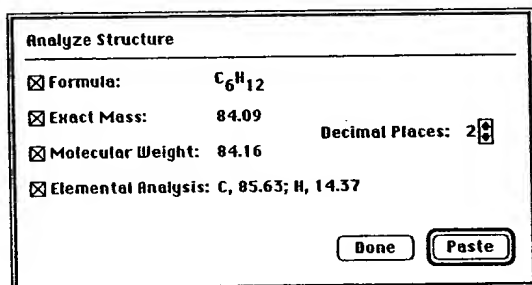 Analyze Structure
Formula: C₆H₁₂
Exact Mass: 84.09
Decimal Places: 2
Molecular Weight: 84.16
Elemental Analysis: C, 85.63; H, 14.37
Done Paste